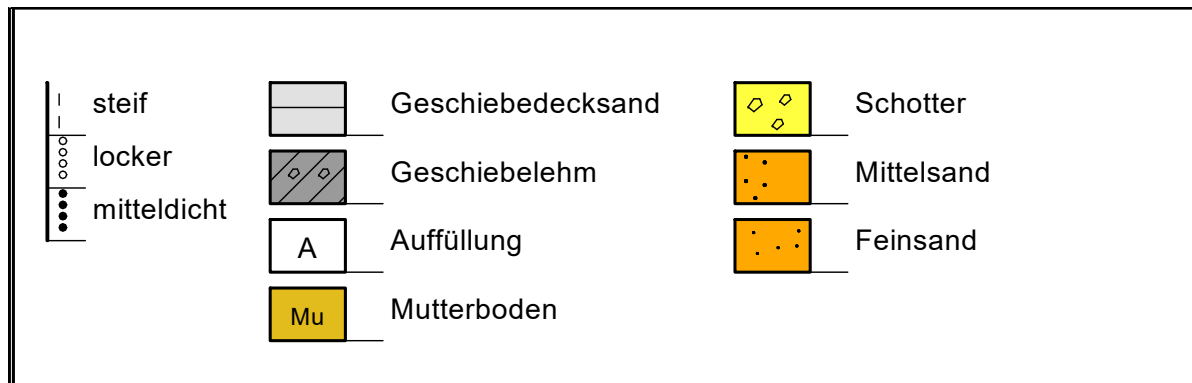 steif
locker
mitteldicht
Geschiebedecksand
Geschiebelehm
A Auffüllung
Mu Mutterboden
Schotter
Mittelsand
Feinsand